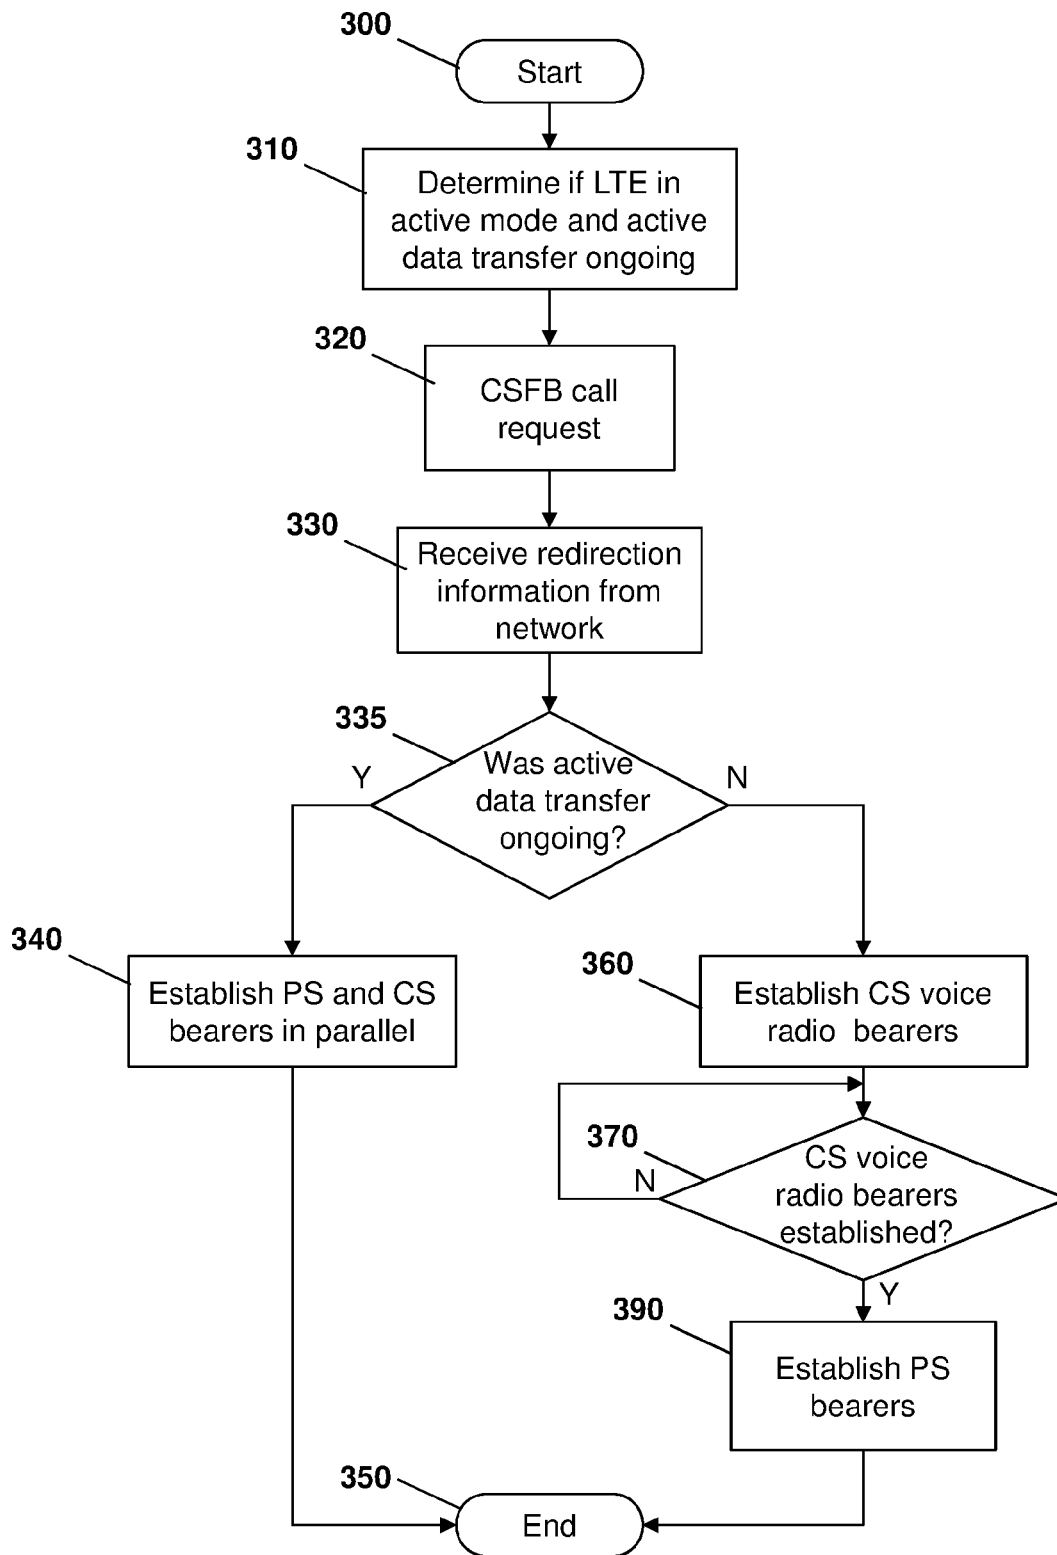 300
Start
310
Determine if LTE in
active mode and active
data transfer ongoing
320
CSFB call
request
330
Receive redirection
information from
network
335
Was active
data transfer
ongoing?
Y
N
340
Establish PS and CS
bearers in parallel
360
Establish CS voice
radio bearers
370
CS voice
radio bearers
established?
N
Y
390
Establish PS
bearers
350
End